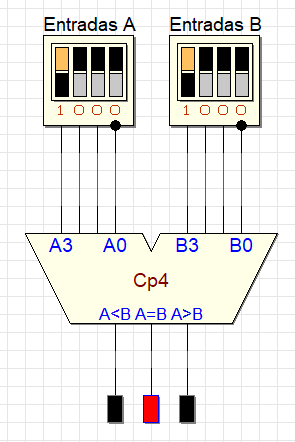 Entradas A Entradas B
1 0 0 0 1 0 0 0
A3 A0 B3 B0
Cp4
A<B A=B A>B